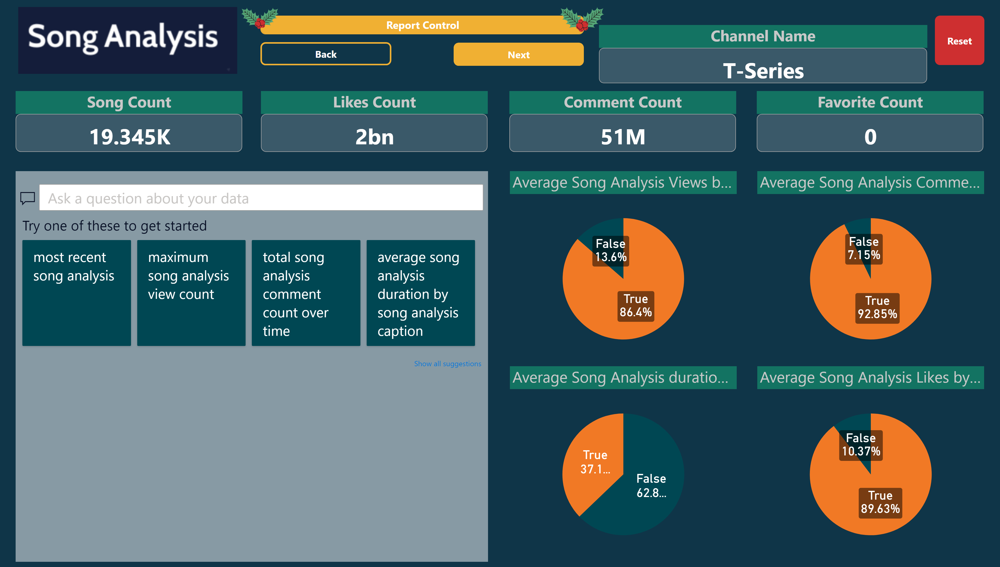 Song Analysis
Report Control
Back
Next
Channel Name
T-Series
Reset
Song Count
19.345K
Likes Count
2bn
Comment Count
51M
Favorite Count
0
Ask a question about your data
Try one of these to get started
most recent
song analysis
maximum
song analysis
view count
total song
analysis
comment
count over
time
average song
analysis
duration by
song analysis
caption
Show all suggestions
Average Song Analysis Views b...
False
13.6%
True
86.4%
Average Song Analysis Comme...
False
7.15%
True
92.85%
Average Song Analysis duratio...
True
37.1...
False
62.8...
Average Song Analysis Likes by...
False
10.37%
True
89.63%